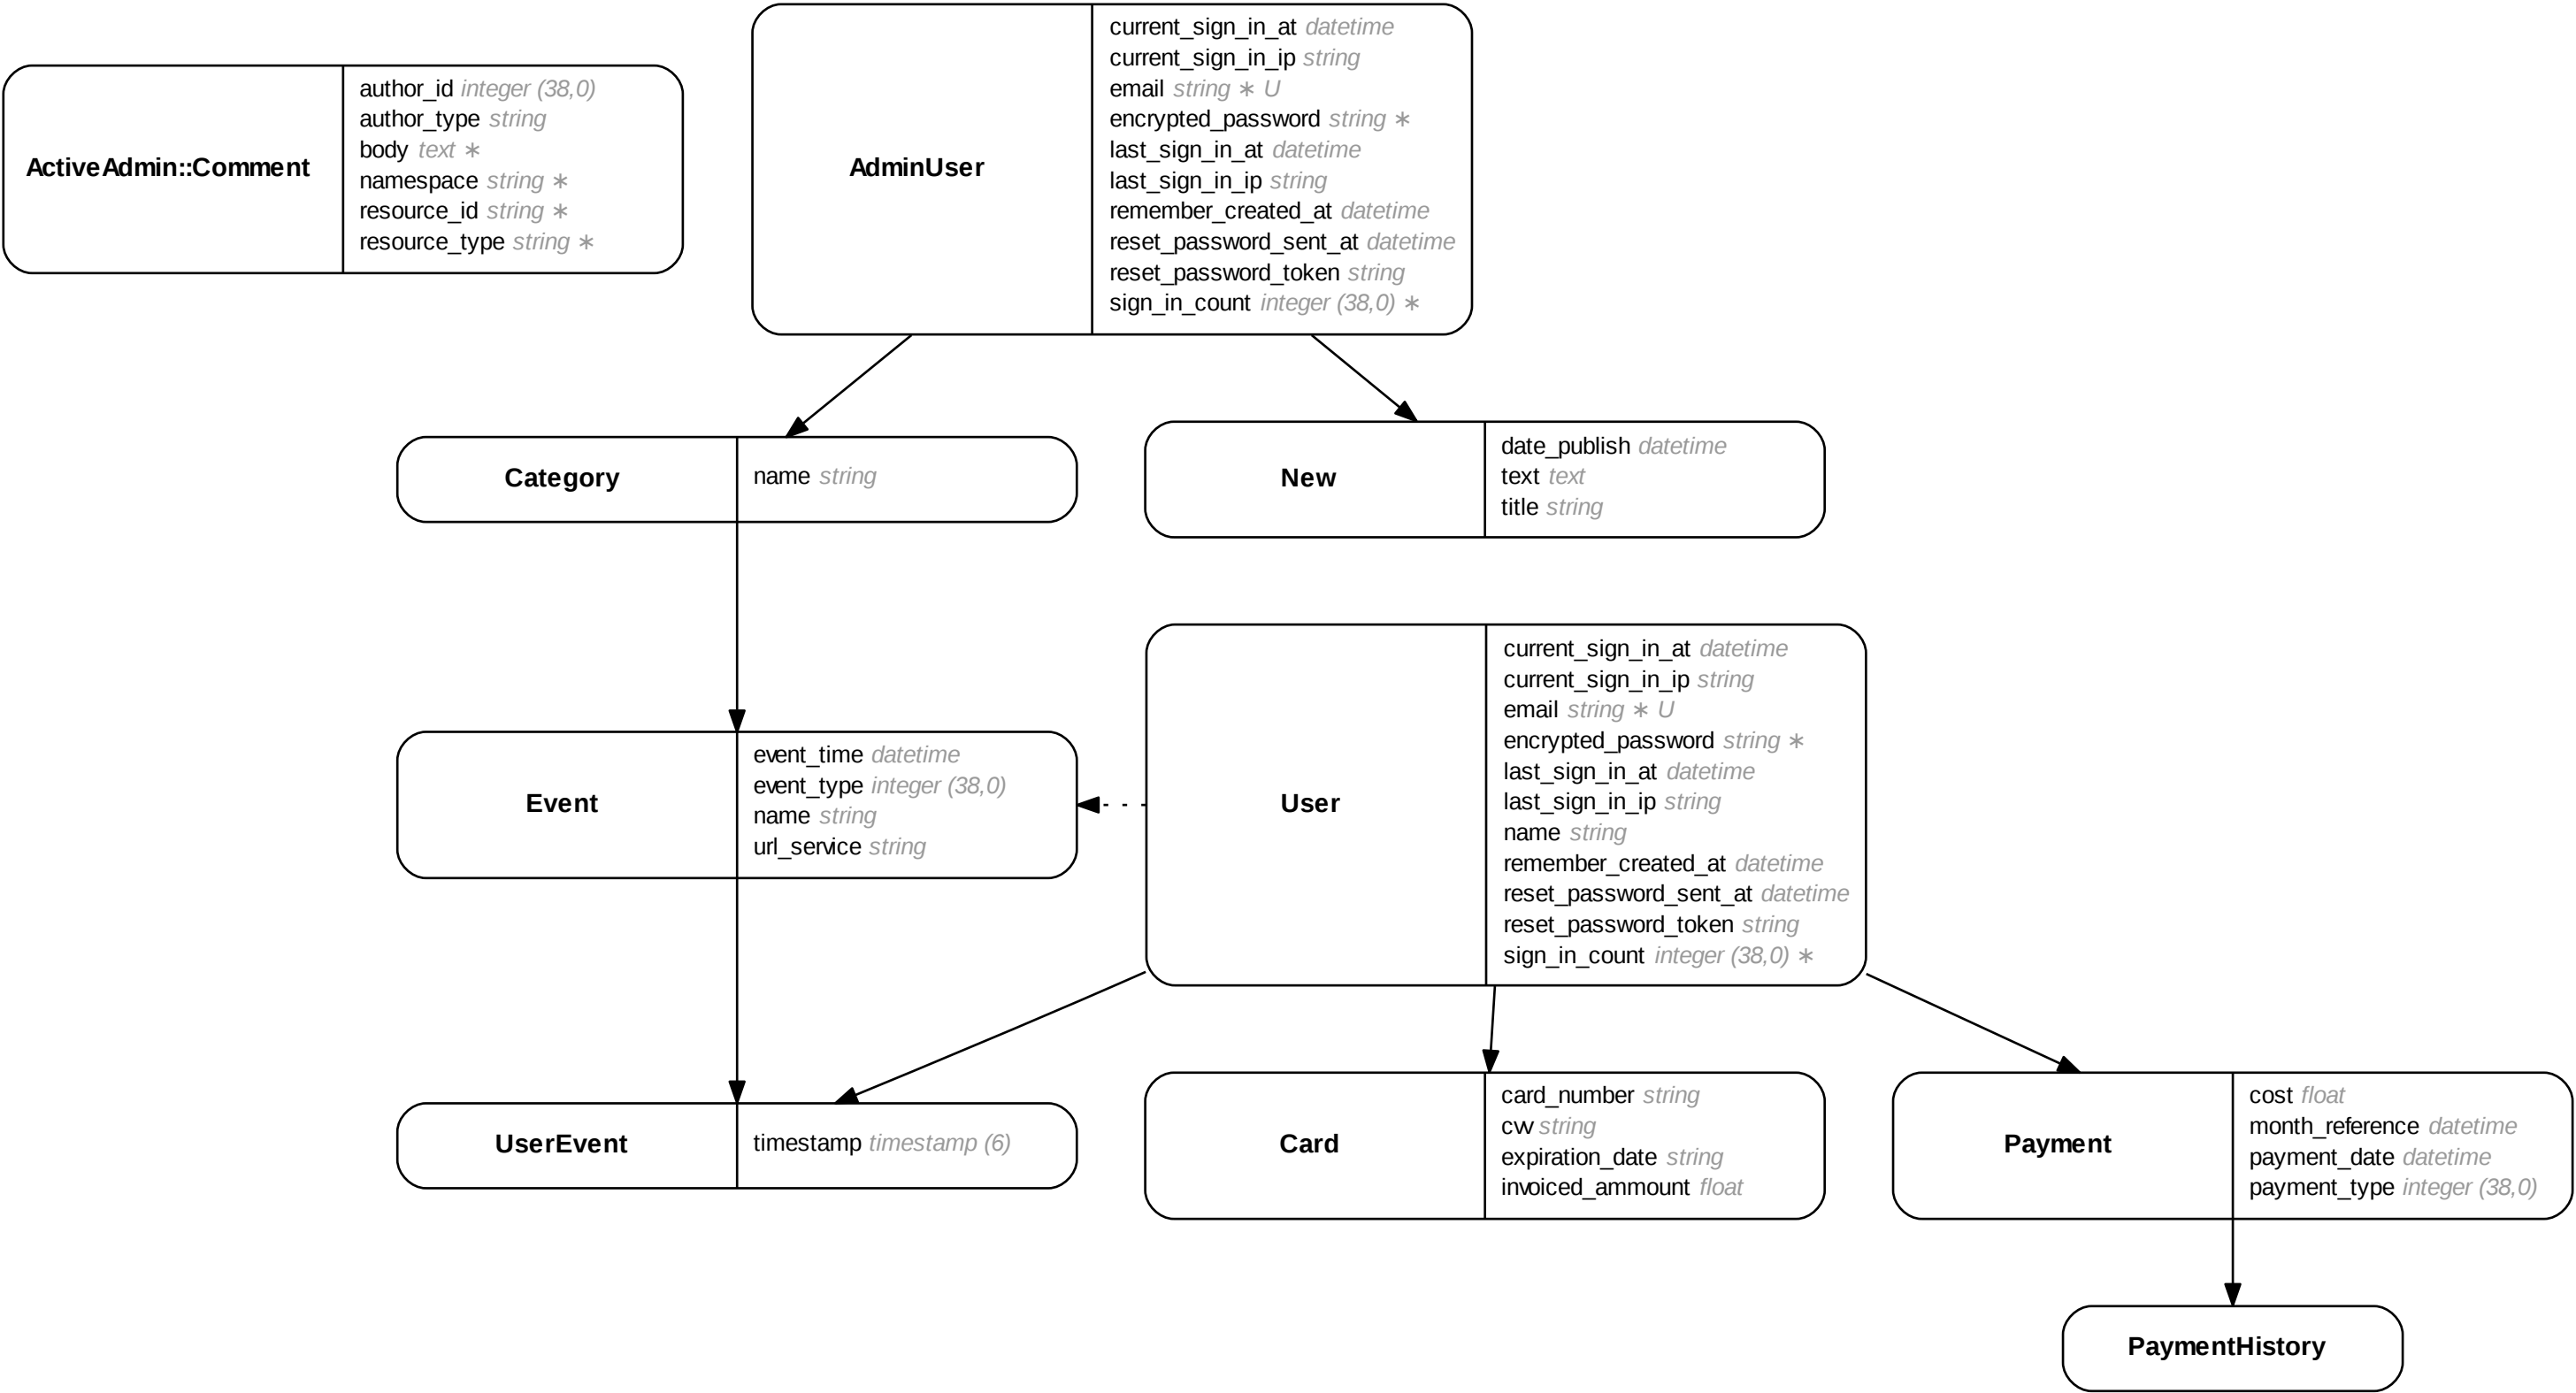 ActiveAdmin::Comment
author_id integer (38,0)
author_type string
body text ∗
namespace string ∗
resource_id string ∗
resource_type string ∗
AdminUser
current_sign_in_at datetime
current_sign_in_ip string
email string ∗ U
encrypted_password string ∗
last_sign_in_at datetime
last_sign_in_ip string
remember_created_at datetime
reset_password_sent_at datetime
reset_password_token string
sign_in_count integer (38,0) ∗
Category
name string
New
date_publish datetime
text text
title string
Event
event_time datetime
event_type integer (38,0)
name string
url_service string
User
current_sign_in_at datetime
current_sign_in_ip string
email string ∗ U
encrypted_password string ∗
last_sign_in_at datetime
last_sign_in_ip string
name string
remember_created_at datetime
reset_password_sent_at datetime
reset_password_token string
sign_in_count integer (38,0) ∗
UserEvent
timestamp timestamp (6)
Card
card_number string
cvv string
expiration_date string
invoiced_ammount float
Payment
cost float
month_reference datetime
payment_date datetime
payment_type integer (38,0)
PaymentHistory